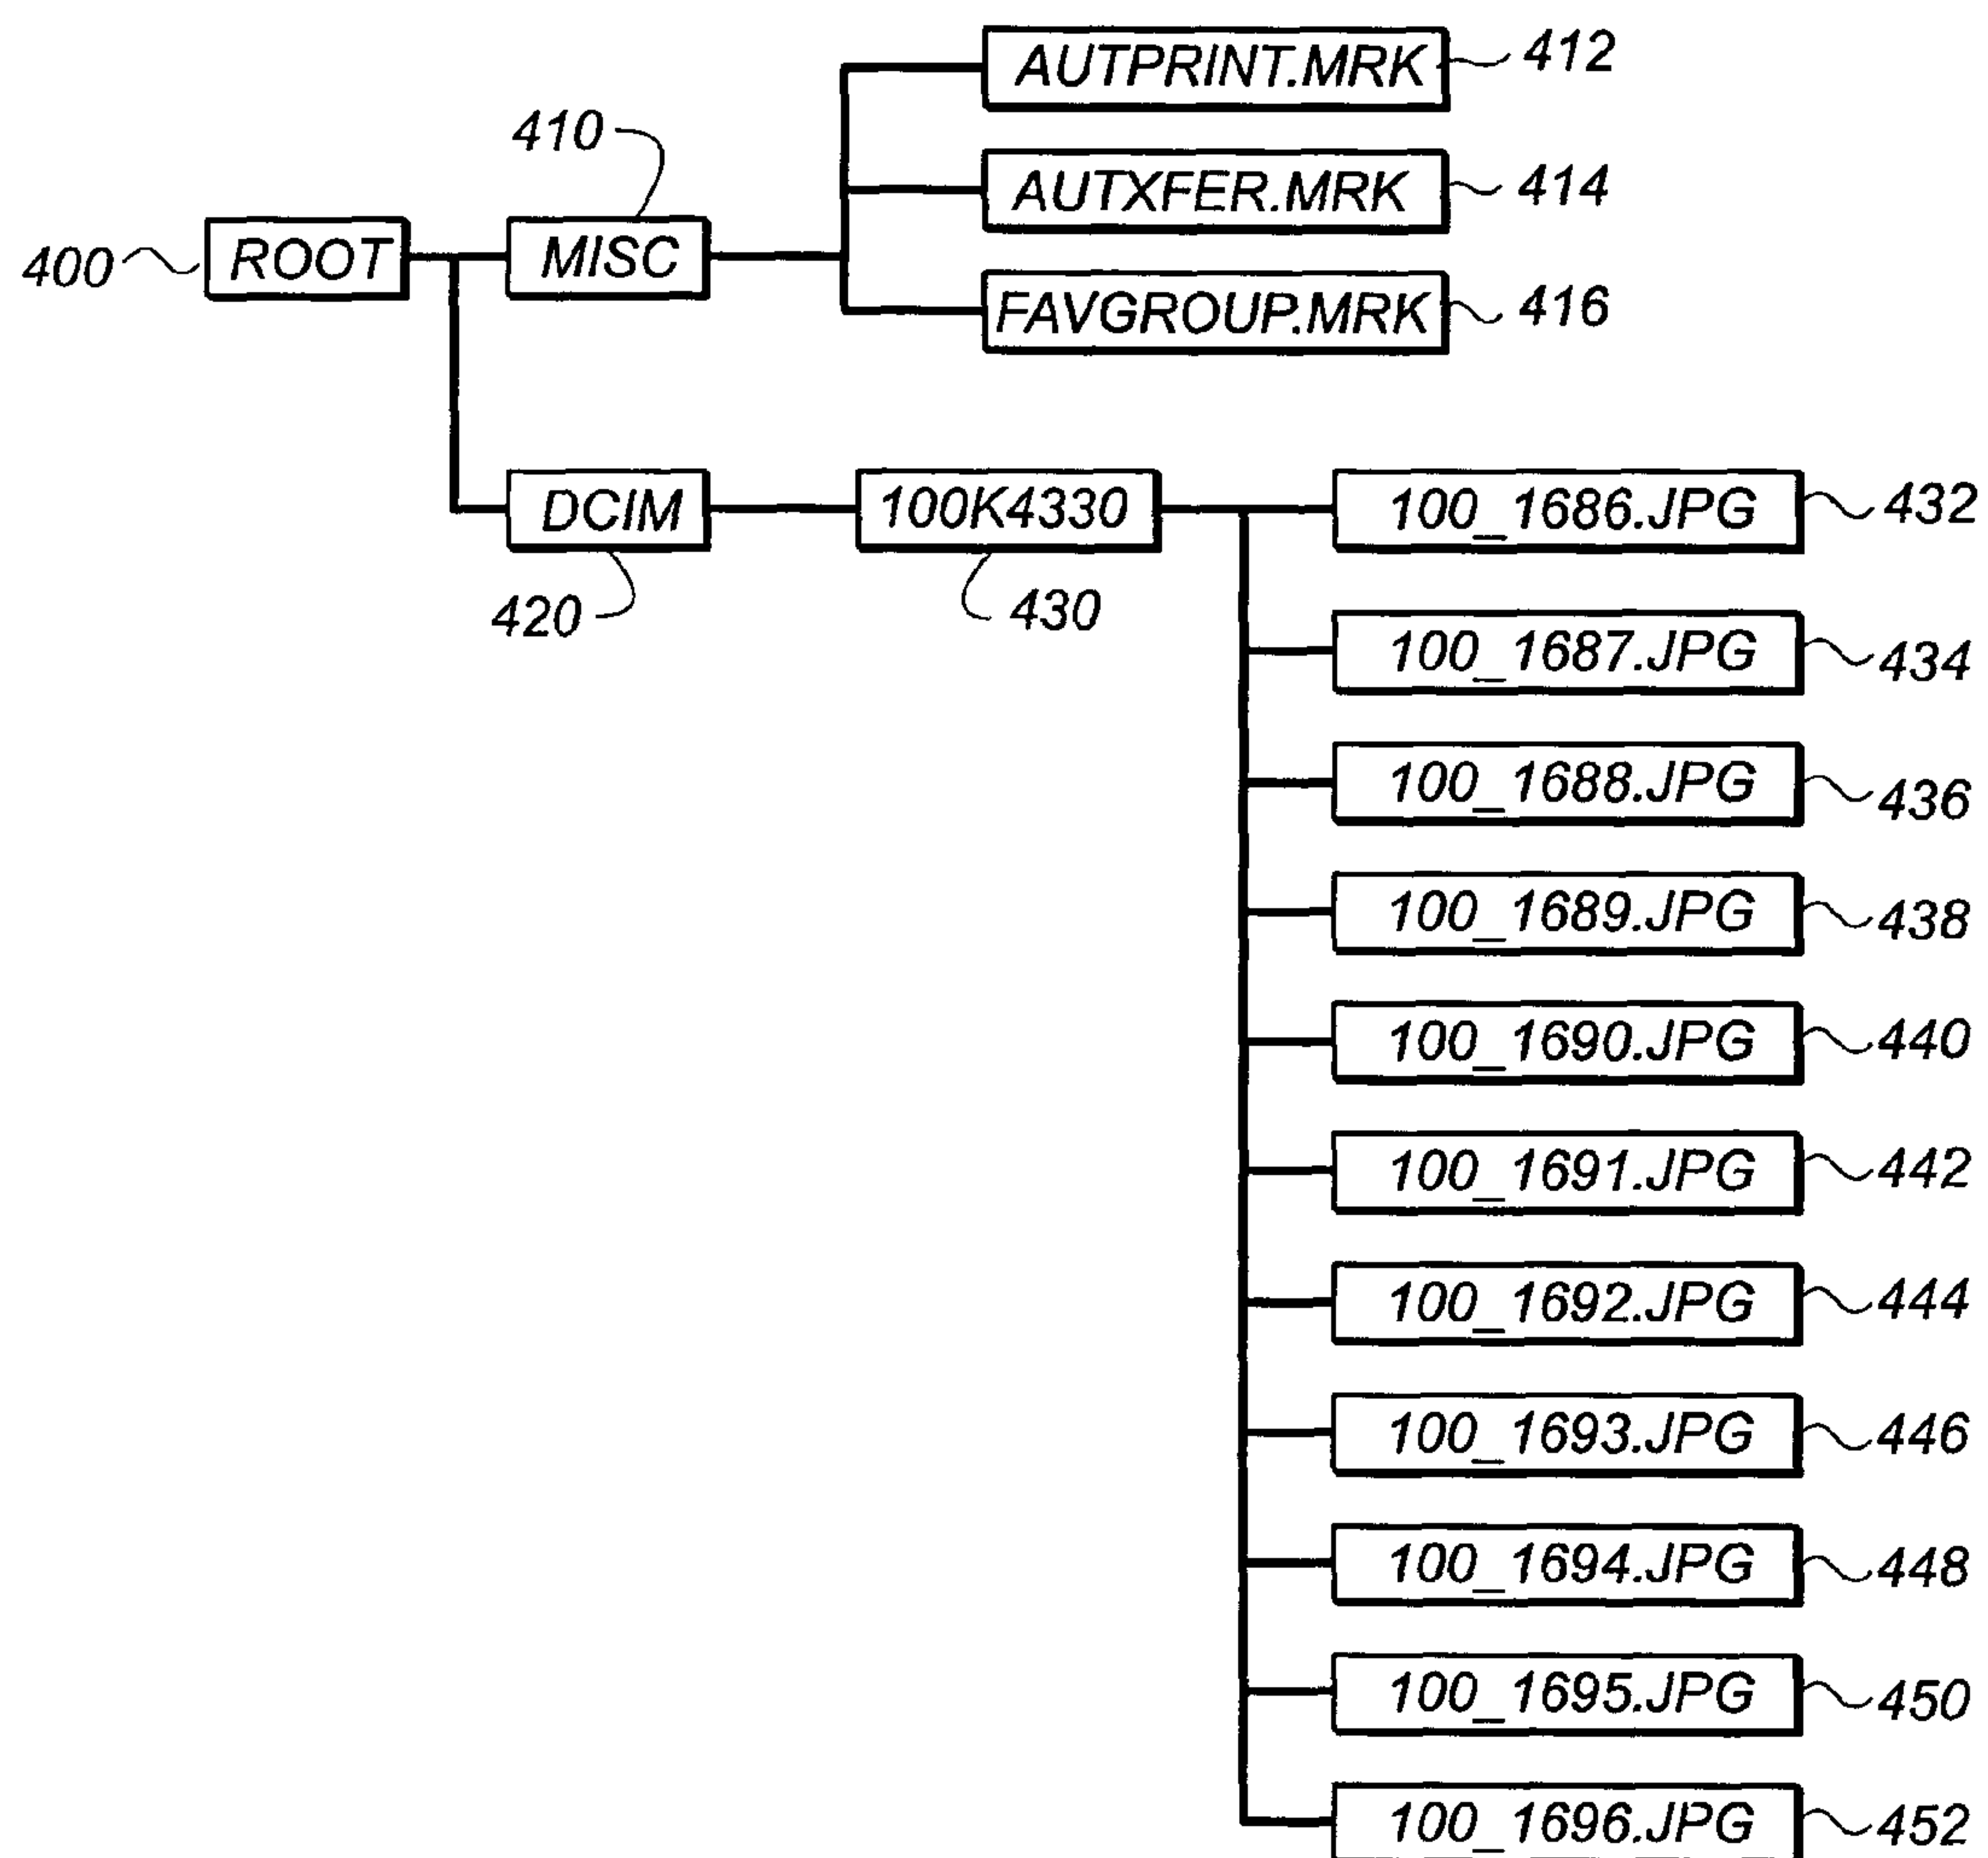 AUTPRINT.MRK 412
410
AUTXFER.MRK 414
400 ROOT MISC
FAVGROUP.MRK 416
DCIM 100K4330 100_1686.JPG 432
420 430
100_1687.JPG 434
100_1688.JPG 436
100_1689.JPG 438
100_1690.JPG 440
100_1691.JPG 442
100_1692.JPG 444
100_1693.JPG 446
100_1694.JPG 448
100_1695.JPG 450
100_1696.JPG 452